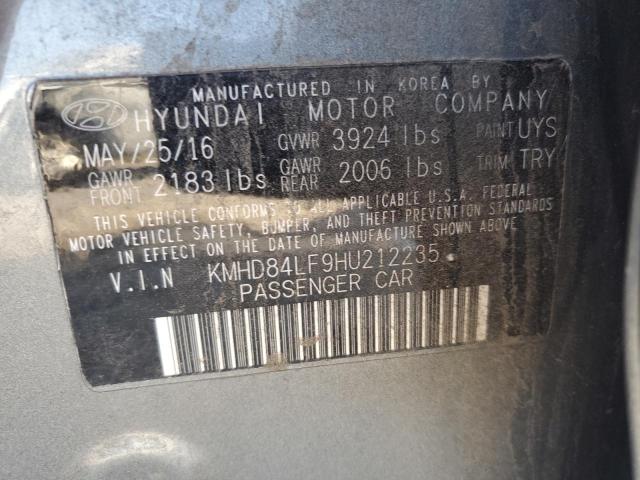 MANUFACTURED IN KOREA BY
HYUNDAI MOTOR COMPANY
MAY/25/16 GVWR 3924 lbs PAINT UYS
GAWR FRONT 2183 lbs GAWR REAR 2006 lbs TRIM TRY
THIS VEHICLE CONFORMS TO ALL APPLICABLE U.S.A. FEDERAL
MOTOR VEHICLE SAFETY, BUMPER, AND THEFT PREVENTION STANDARDS
IN EFFECT ON THE DATE OF MANUFACTURE SHOWN ABOVE.
V.I.N KMHD84LF9HU212235
PASSENGER CAR